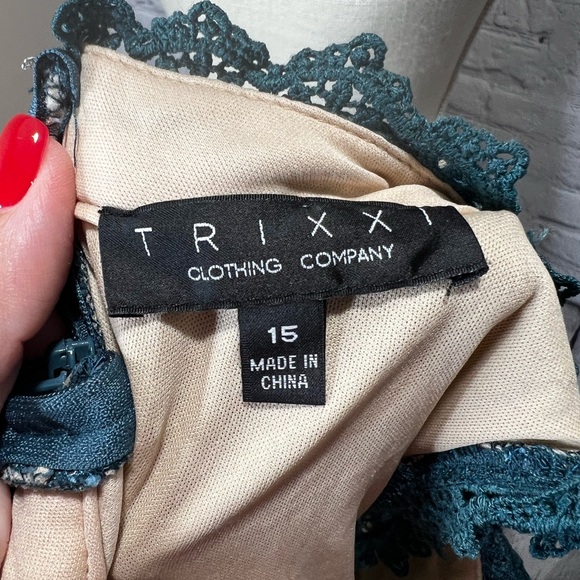 TRIXXI
CLOTHING COMPANY
15
MADE IN
CHINA